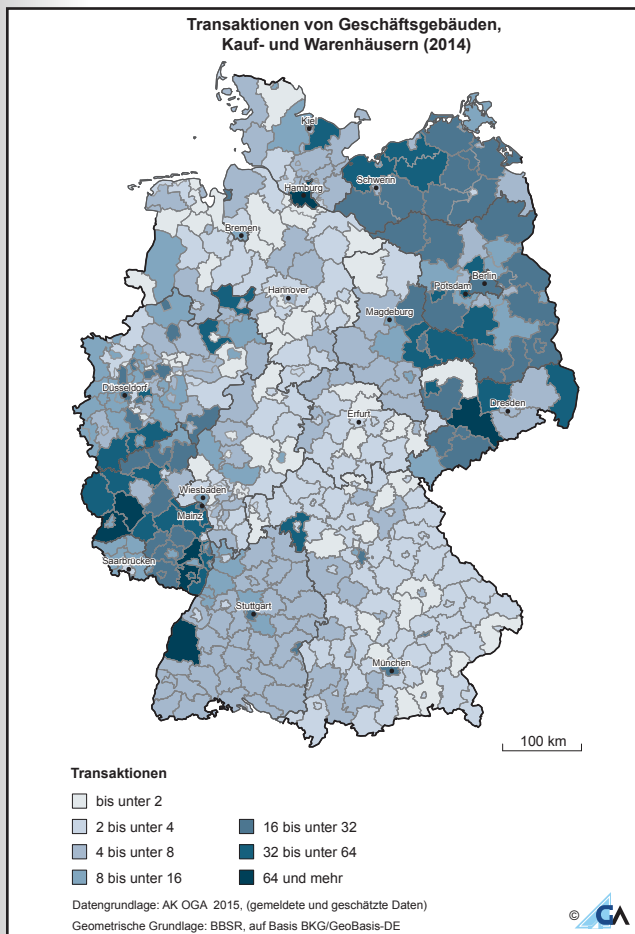 Transaktionen von Geschäftsgebäuden,
Kauf- und Warenhäusern (2014)
Kiel
Schwerin
Hamburg
Bremen
Berlin
Potsdam
Hannover
Magdeburg
Düsseldorf
Dresden
Erfurt
Wiesbaden
Mainz
Saarbrücken
Stuttgart
München
100 km
Transaktionen
bis unter 2
2 bis unter 4
4 bis unter 8
8 bis unter 16
16 bis unter 32
32 bis unter 64
64 und mehr
Datengrundlage: AK OGA 2015, (gemeldete und geschätzte Daten)
Geometrische Grundlage: BBSR, auf Basis BKG/GeoBasis-DE
© GA